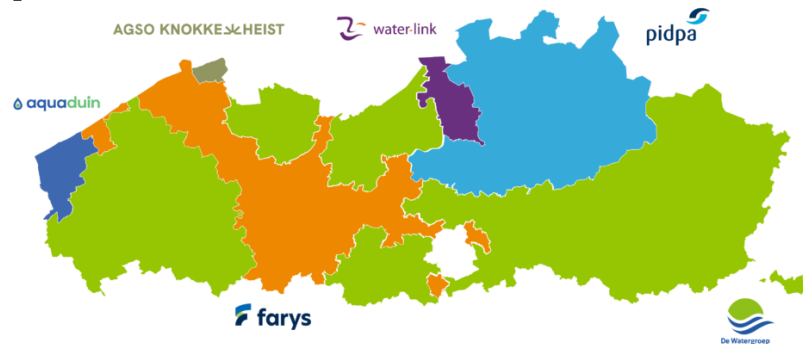 AGSO KNOKKE HEIST
water-link
pidpa
aquaduin
farys
De Watergroep